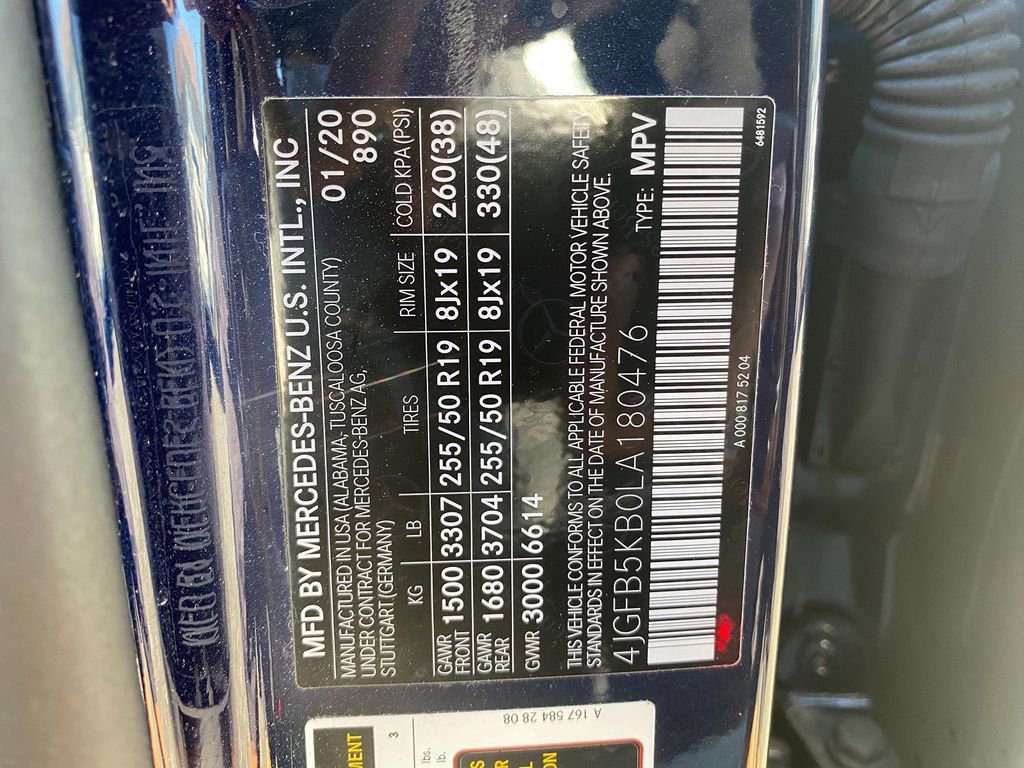 MFD BY MERCEDES-BENZ U.S. INTL., INC
MANUFACTURED IN USA (ALABAMA, TUSCALOOSA COUNTY) 01/20
UNDER CONTRACT FOR MERCEDES-BENZ AG, 890
STUTTGART (GERMANY)
KG LB TIRES RIM SIZE COLD KPA (PSI)
GAWR FRONT 1500 3307 255/50 R19 8Jx19 260(38)
GAWR REAR 1680 3704 255/50 R19 8Jx19 330(48)
GVWR 3000 6614
THIS VEHICLE CONFORMS TO ALL APPLICABLE FEDERAL MOTOR VEHICLE SAFETY
STANDARDS IN EFFECT ON THE DATE OF MANUFACTURE SHOWN ABOVE.
4JGFB5KB0LA180476 TYPE: MPV
A 000 817 52 04 6481592
A 167 584 28 08
MENT
3
lbs.
lb.